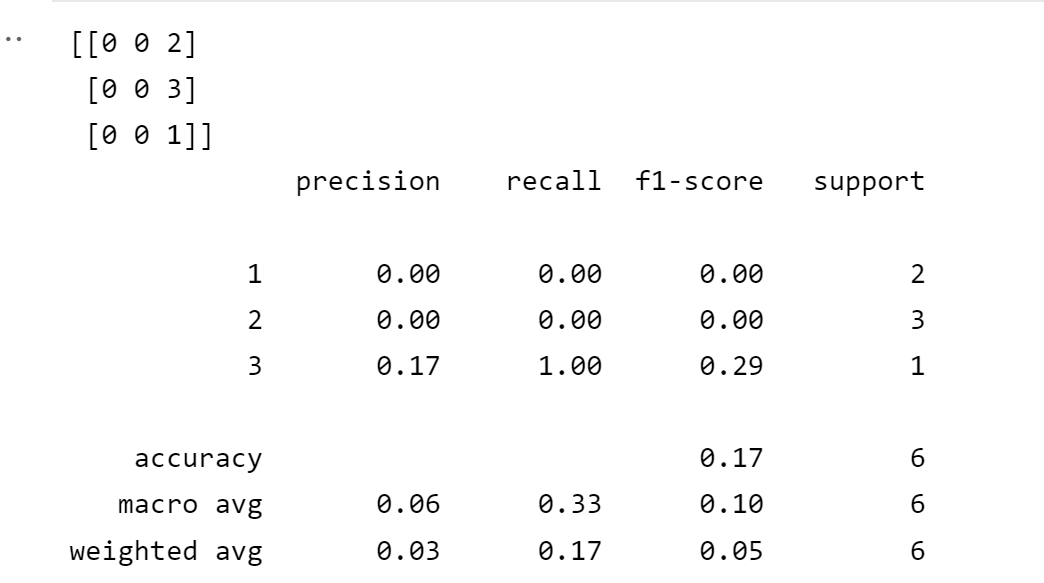 [[0 0 2]
[0 0 3]
[0 0 1]]
precision recall f1-score support
1 0.00 0.00 0.00 2
2 0.00 0.00 0.00 3
3 0.17 1.00 0.29 1
accuracy 0.17 6
macro avg 0.06 0.33 0.10 6
weighted avg 0.03 0.17 0.05 6